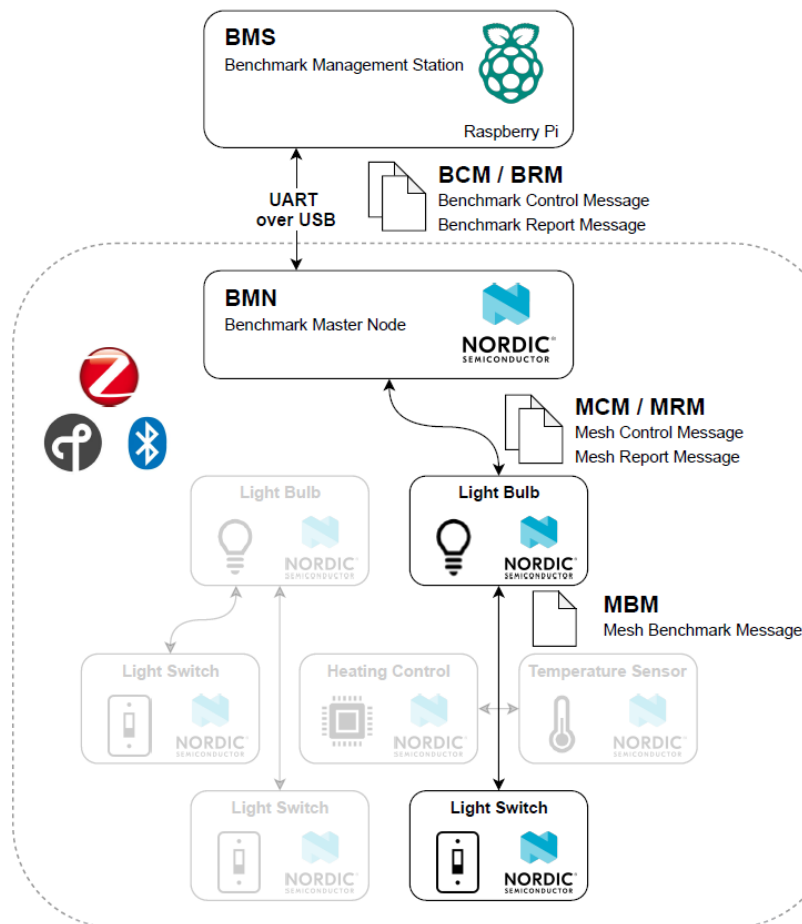 BMS
Benchmark Management Station
Raspberry Pi
UART
over USB
BCM / BRM
Benchmark Control Message
Benchmark Report Message
BMN
Benchmark Master Node
NORDIC®
SEMICONDUCTOR
MCM / MRM
Mesh Control Message
Mesh Report Message
Light Bulb
NORDIC®
SEMICONDUCTOR
Light Bulb
NORDIC®
SEMICONDUCTOR
MBM
Mesh Benchmark Message
Light Switch
NORDIC®
SEMICONDUCTOR
Heating Control
NORDIC®
SEMICONDUCTOR
Temperature Sensor
NORDIC®
SEMICONDUCTOR
Light Switch
NORDIC®
SEMICONDUCTOR
Light Switch
NORDIC®
SEMICONDUCTOR